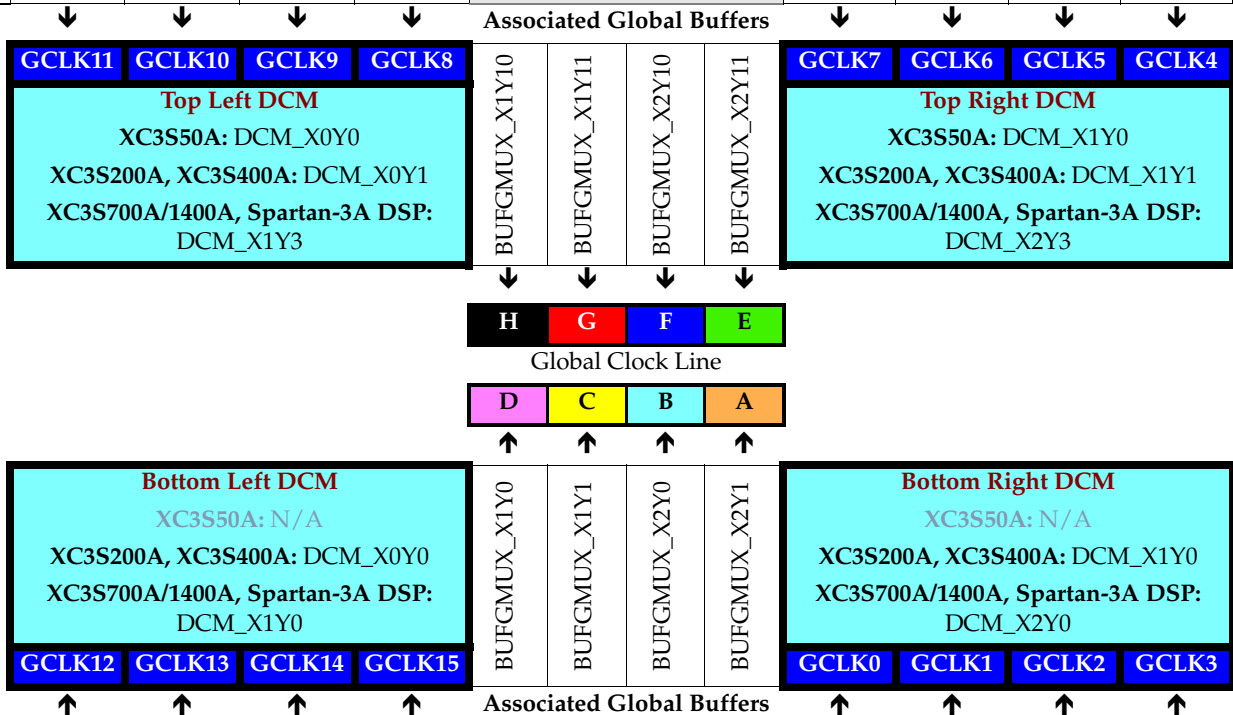 Associated Global Buffers
GCLK11 GCLK10 GCLK9 GCLK8
Top Left DCM
XC3S50A: DCM_X0Y0
XC3S200A, XC3S400A: DCM_X0Y1
XC3S700A/1400A, Spartan-3A DSP:
DCM_X1Y3
BUFGMUX_X1Y10
BUFGMUX_X1Y11
BUFGMUX_X2Y10
BUFGMUX_X2Y11
GCLK7 GCLK6 GCLK5 GCLK4
Top Right DCM
XC3S50A: DCM_X1Y0
XC3S200A, XC3S400A: DCM_X1Y1
XC3S700A/1400A, Spartan-3A DSP:
DCM_X2Y3
H G F E
Global Clock Line
D C B A
Bottom Left DCM
XC3S50A: N/A
XC3S200A, XC3S400A: DCM_X0Y0
XC3S700A/1400A, Spartan-3A DSP:
DCM_X1Y0
GCLK12 GCLK13 GCLK14 GCLK15
BUFGMUX_X1Y0
BUFGMUX_X1Y1
BUFGMUX_X2Y0
BUFGMUX_X2Y1
Bottom Right DCM
XC3S50A: N/A
XC3S200A, XC3S400A: DCM_X1Y0
XC3S700A/1400A, Spartan-3A DSP:
DCM_X2Y0
GCLK0 GCLK1 GCLK2 GCLK3
Associated Global Buffers